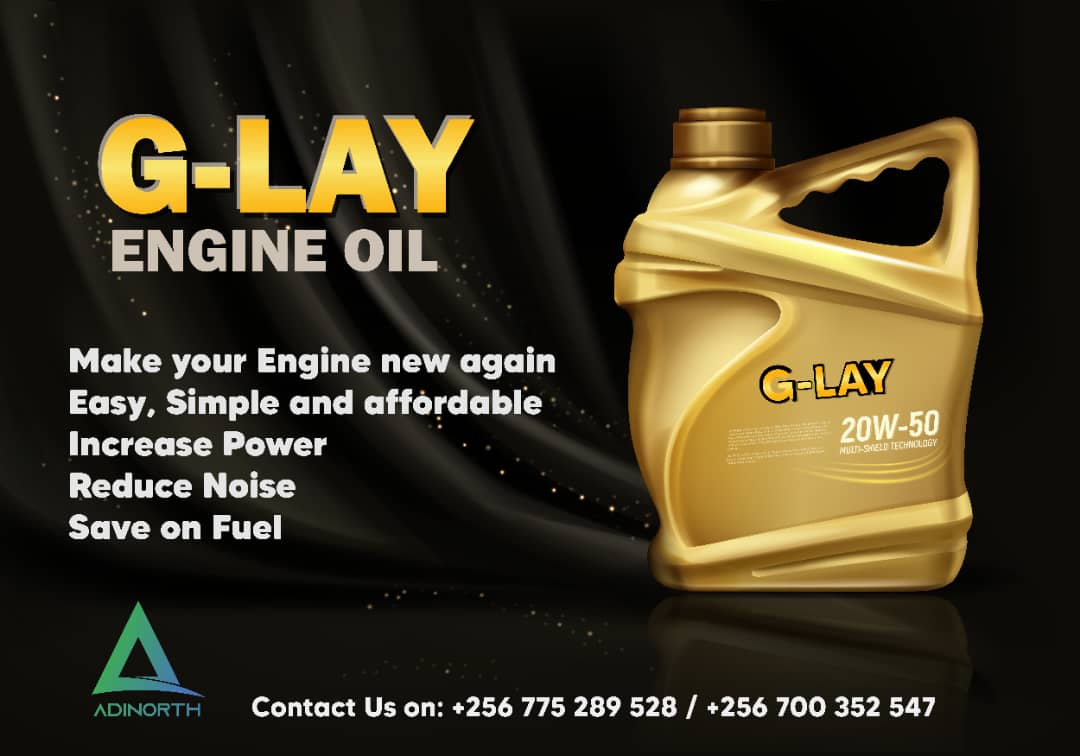 G-LAY
ENGINE OIL
Make your Engine new again
Easy, Simple and affordable
Increase Power
Reduce Noise
Save on Fuel
G-LAY
20W-50
MULTI-SHIELD TECHNOLOGY
ADINORTH
Contact Us on: +256 775 289 528 / +256 700 352 547